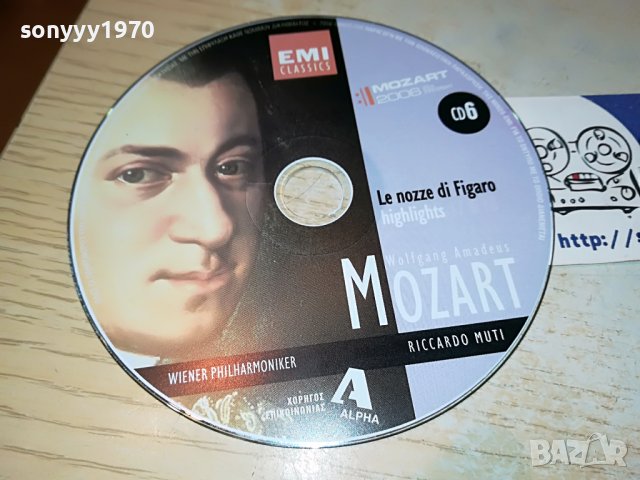 sonyyy1970
EMI
CLASSICS
MOZART
2006
CD6
Le nozze di Figaro
highlights
Wolfgang Amadeus
MOZART
RICCARDO MUTI
WIENER PHILHARMONIKER
ΧΟΡΗΓΟΣ
ΕΠΙΚΟΙΝΩΝΙΑΣ
ALPHA
http://s
BAZAR